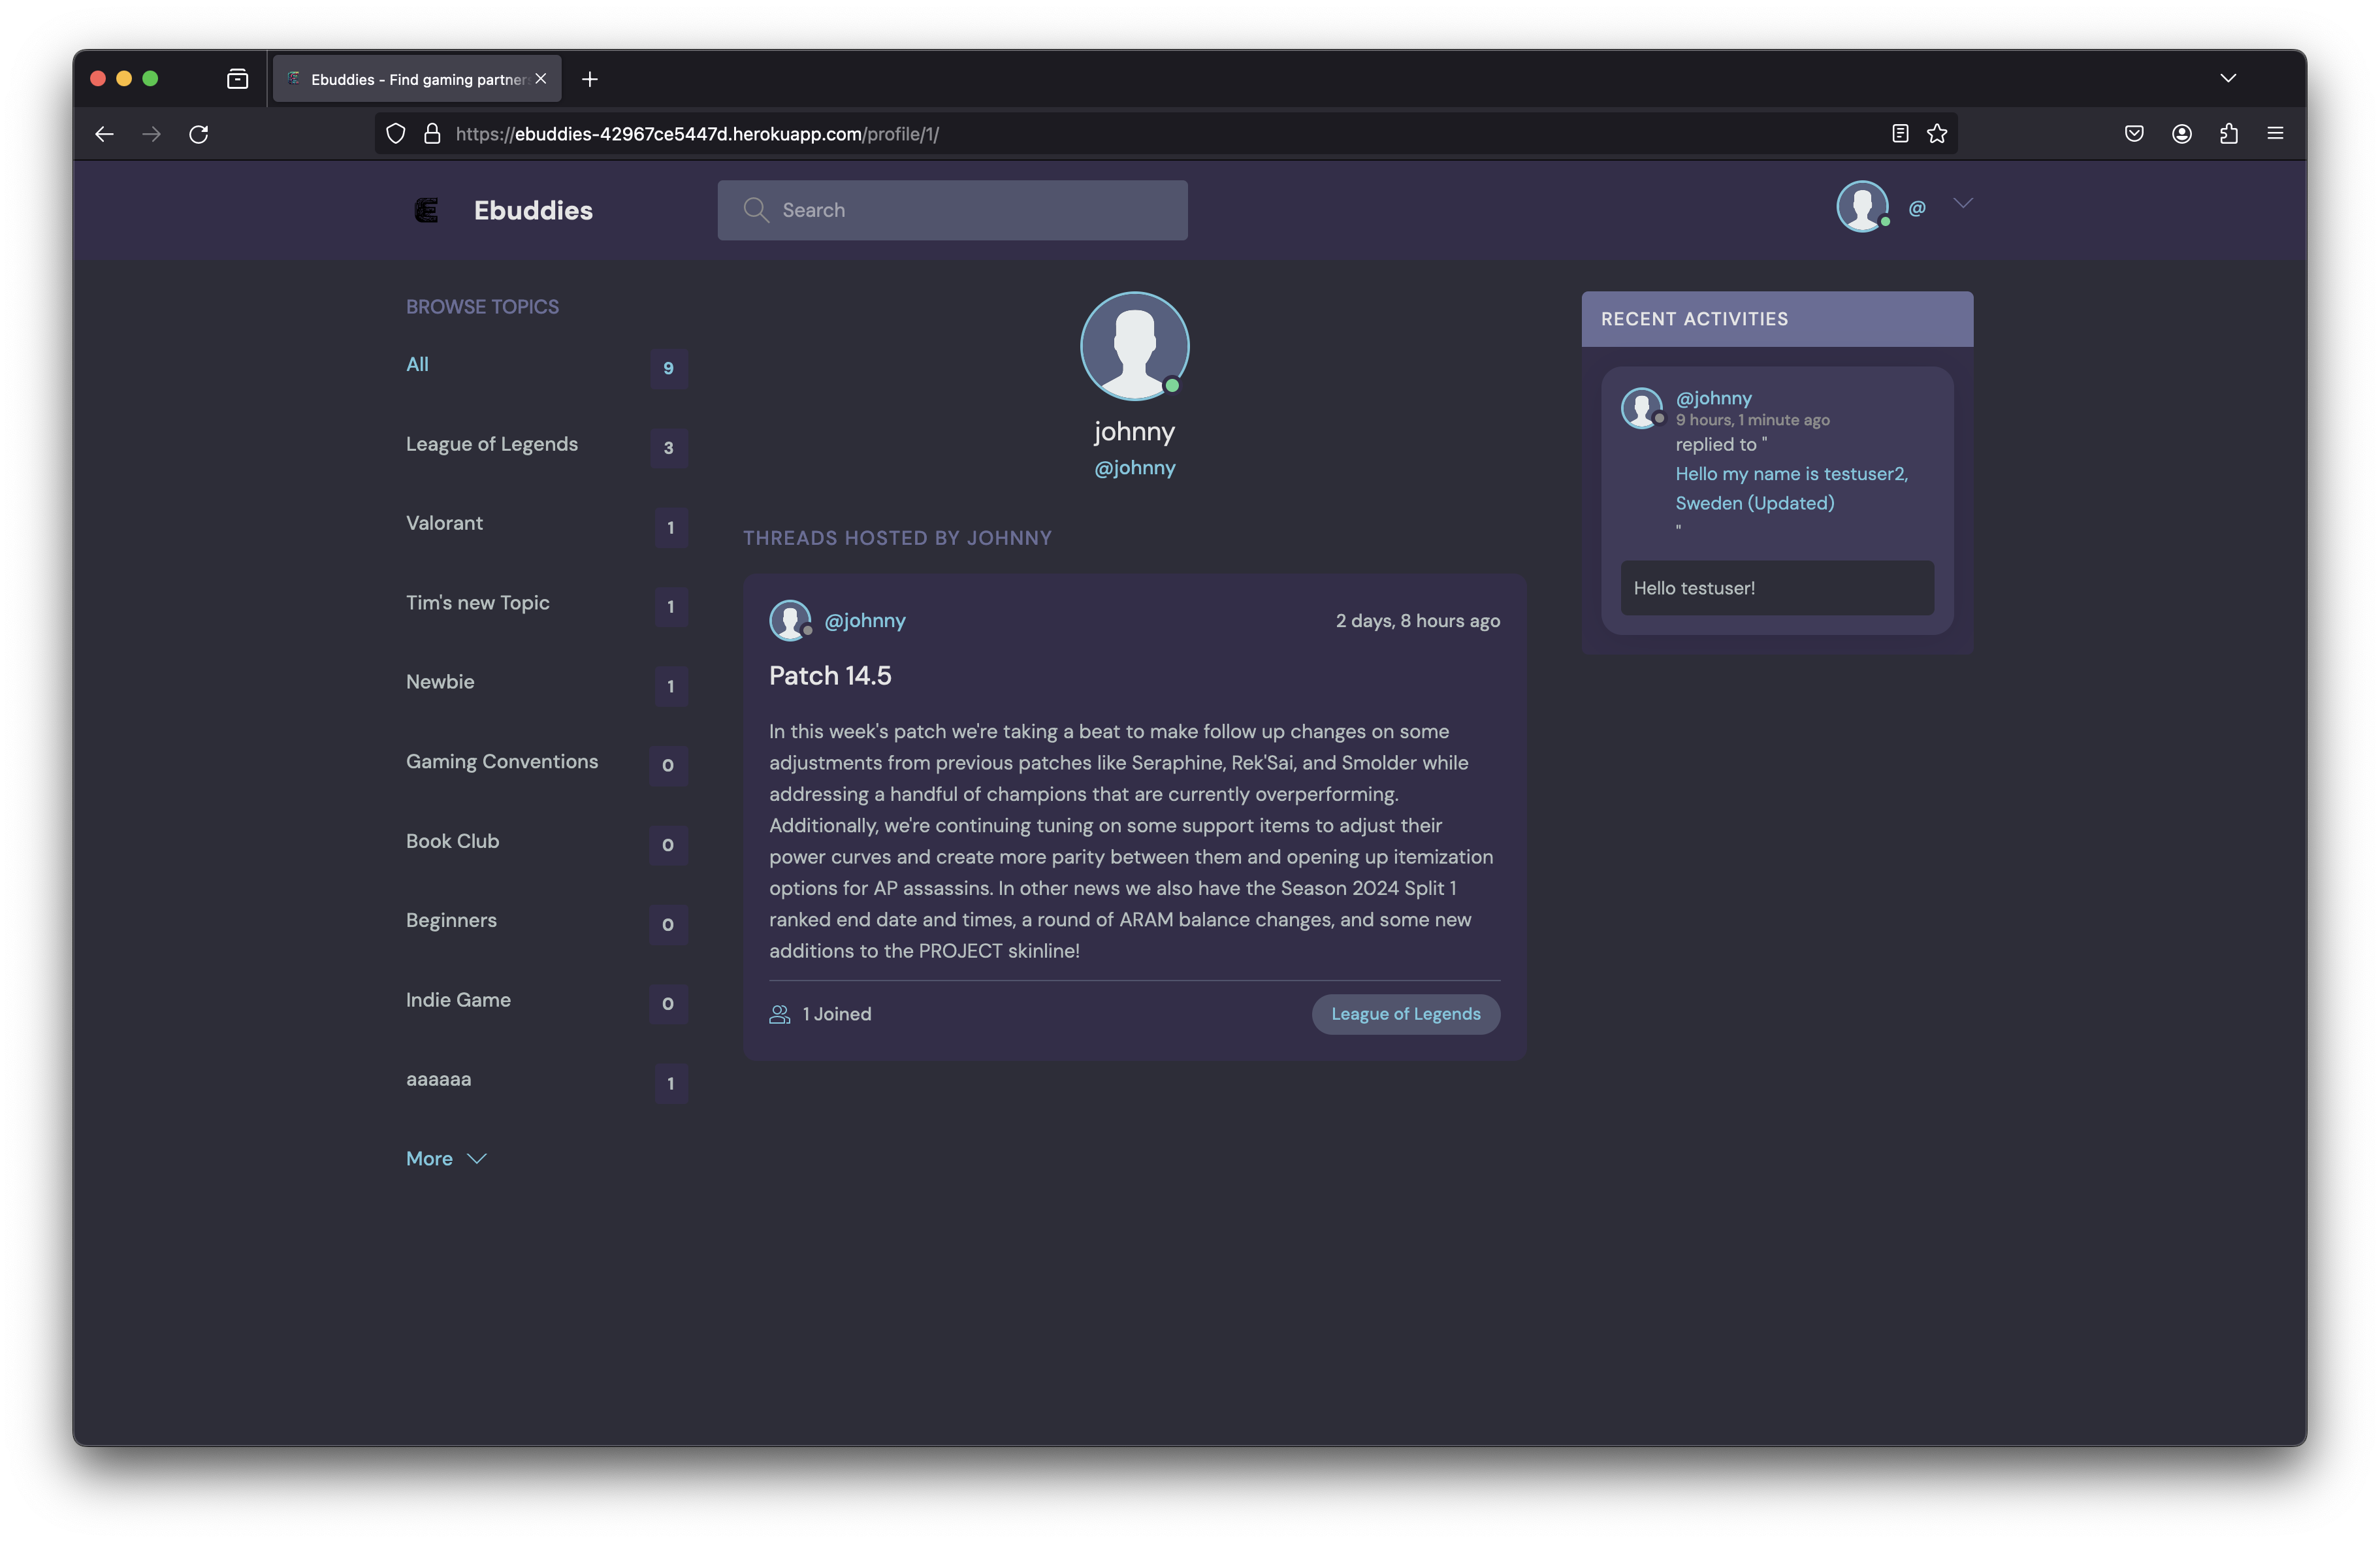 Ebuddies - Find gaming partner
https://ebuddies-42967ce5447d.herokuapp.com/profile/1/
Ebuddies
Search
@
BROWSE TOPICS
All
9
League of Legends
3
Valorant
1
Tim's new Topic
1
Newbie
1
Gaming Conventions
0
Book Club
0
Beginners
0
Indie Game
0
aaaaaa
1
More
johnny
@johnny
THREADS HOSTED BY JOHNNY
@johnny
2 days, 8 hours ago
Patch 14.5
In this week's patch we're taking a beat to make follow up changes on some
adjustments from previous patches like Seraphine, Rek'Sai, and Smolder while
addressing a handful of champions that are currently overperforming.
Additionally, we're continuing tuning on some support items to adjust their
power curves and create more parity between them and opening up itemization
options for AP assassins. In other news we also have the Season 2024 Split 1
ranked end date and times, a round of ARAM balance changes, and some new
additions to the PROJECT skinline!
1 Joined
League of Legends
RECENT ACTIVITIES
@johnny
9 hours, 1 minute ago
replied to "
Hello my name is testuser2,
Sweden (Updated)
"
Hello testuser!